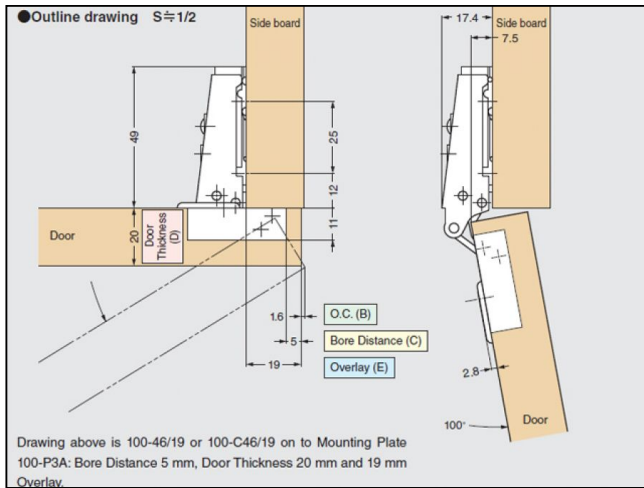 ●Outline drawing S≒1/2
Side board
Side board
17.4
7.5
49
25
12
11
20
Door
Door
Thickness
(D)
1.6
O.C. (B)
5
Bore Distance (C)
19
Overlay (E)
2.8
100°
Door
Drawing above is 100-46/19 or 100-C46/19 on to Mounting Plate
100-P3A: Bore Distance 5 mm, Door Thickness 20 mm and 19 mm
Overlay.